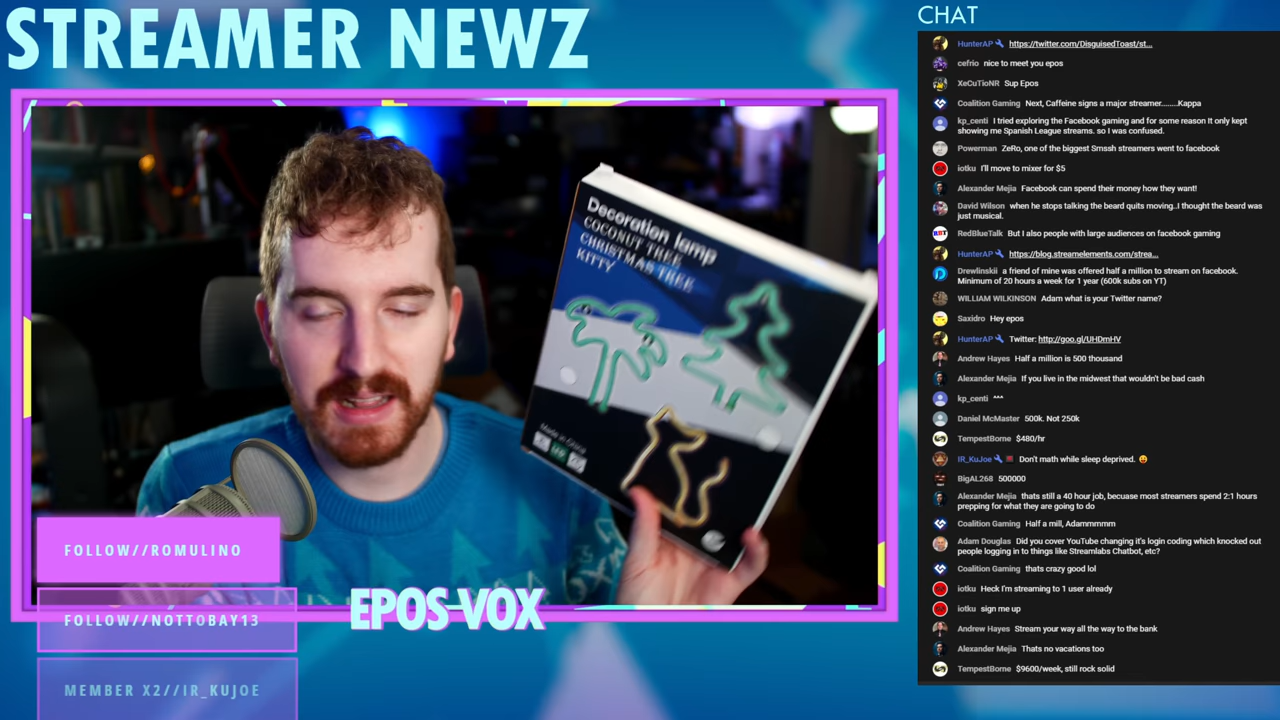 STREAMER NEWZ
CHAT
HunterAP https://twitter.com/DisguisedToast/st...
cefrio nice to meet you epos
XeCuTioNR Sup Epos
Coalition Gaming Next, Caffeine signs a major streamer........Kappa
kp_centi I tried exploring the Facebook gaming and for some reason It only kept
showing me Spanish League streams. so I was confused.
Powerman ZeRo, one of the biggest Smssh streamers went to facebook
iotku I'll move to mixer for $5
Alexander Mejia Facebook can spend their money how they want!
David Wilson when he stops talking the beard quits moving..I thought the beard was
just musical.
RedBlueTalk But I also people with large audiences on facebook gaming
HunterAP https://blog.streamelements.com/strea...
Drewlinskii a friend of mine was offered half a million to stream on facebook.
Minimum of 20 hours a week for 1 year (600k subs on YT)
WILLIAM WILKINSON Adam what is your Twitter name?
Saxidro Hey epos
HunterAP Twitter: http://goo.gl/UHDmHV
Andrew Hayes Half a million is 500 thousand
Alexander Mejia If you live in the midwest that wouldn't be bad cash
kp_centi ^^^
Daniel McMaster 500k. Not 250k
TempestBorne $480/hr
IR_KuJoe Don't math while sleep deprived.
BigAL268 500000
Alexander Mejia thats still a 40 hour job, becuase most streamers spend 2:1 hours
prepping for what they are going to do
Coalition Gaming Half a mill, Adammmmm
Adam Douglas Did you cover YouTube changing it's login coding which knocked out
people logging in to things like Streamlabs Chatbot, etc?
Coalition Gaming thats crazy good lol
iotku Heck I'm streaming to 1 user already
iotku sign me up
Andrew Hayes Stream your way all the way to the bank
Alexander Mejia Thats no vacations too
TempestBorne $9600/week, still rock solid
Decoration lamp
COCONUT TREE
CHRISTMAS TREE
KITTY
Made in China
FOLLOW//ROMULINO
FOLLOW//NOTTOBAY13
MEMBER X2//IR_KUJOE
EPOS VOX